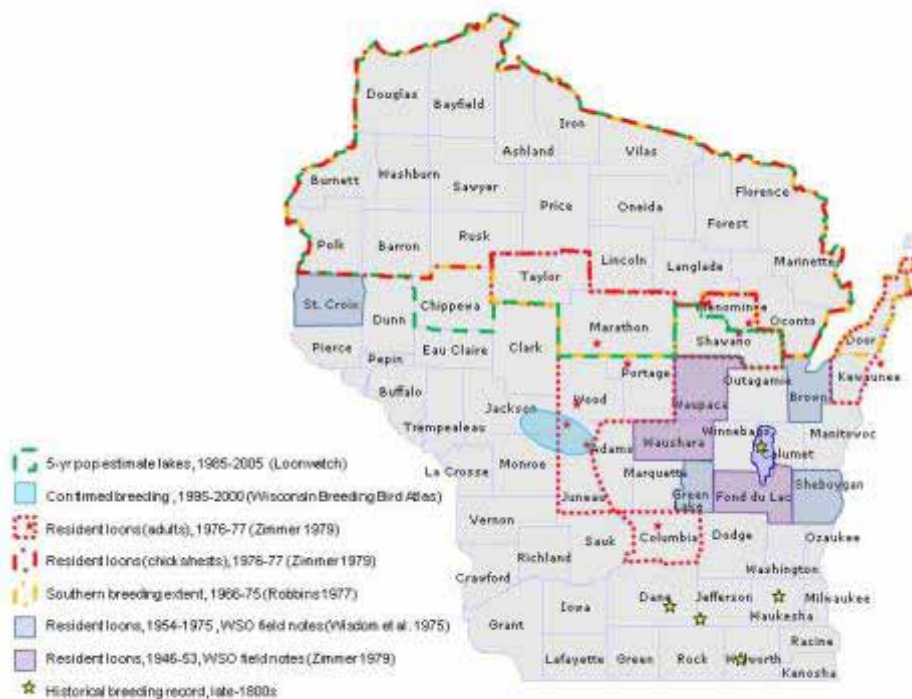 Douglas
Bayfield
Iron
Ashland
Vilas
Burnett
Washburn
Sawyer
Florence
Price
Oneida
Forest
Polk
Barron
Rusk
Lincoln
Langlade
Marinette
Taylor
St. Croix
Chippewa
Menominee
Oconto
Dunn
Marathon
Shawano
Door
Pierce
Eau Claire
Clark
Pepin
Portage
Outagamie
Kewaunee
Buffalo
Wood
Waupaca
Brown
Jackson
Trempealeau
Adams
Waushara
Winnebago
Calumet
Manitowoc
La Crosse
Monroe
Juneau
Marquette
Green
Lake
Fond du Lac
Sheboygan
Vernon
Sauk
Columbia
Dodge
Ozaukee
Richland
Washington
Crawford
Iowa
Dane
Jefferson
Milwaukee
Waukesha
Grant
Racine
Lafayette
Green
Rock
Walworth
Kenosha
5-yr pop estimate lakes, 1985-2005 (Loonwatch)
Confirmed breeding, 1995-2000 (Wisconsin Breeding Bird Atlas)
Resident loons (adults), 1976-77 (Zimmer 1979)
Resident loons (chicks/nests), 1976-77 (Zimmer 1979)
Southern breeding extent, 1966-75 (Robbins 1977)
Resident loons, 1954-1975, WSO field notes (Wisdom et al. 1975)
Resident loons, 1946-53, WSO field notes (Zimmer 1979)
Historical breeding record, late-1800s